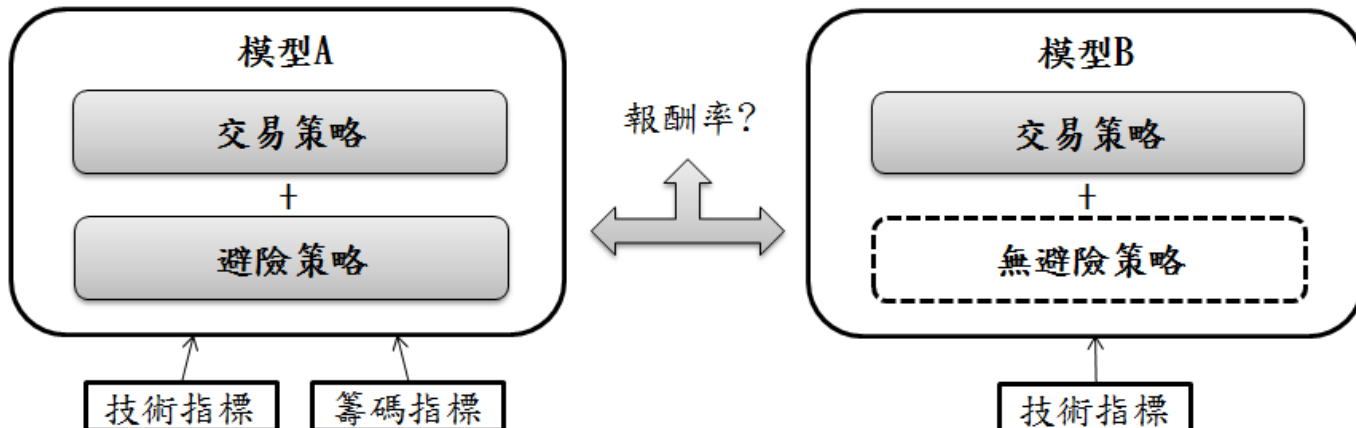 模型A
交易策略
+
避險策略
技術指標
籌碼指標
報酬率?
模型B
交易策略
+
無避險策略
技術指標